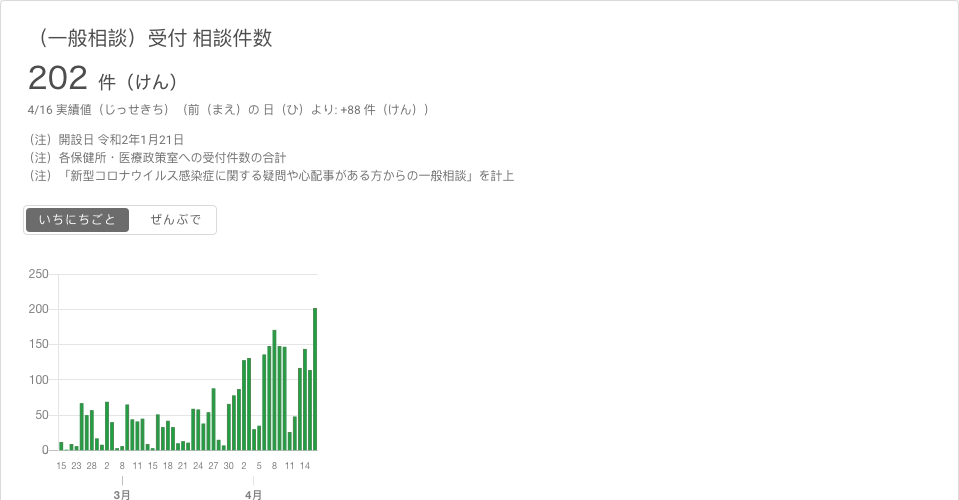 （一般相談）受付 相談件数
202 件（けん）
4/16 実績値（じっせきち）（前（まえ）の 日（ひ）より: +88 件（けん））
（注）開設日 令和2年1月21日
（注）各保健所・医療政策室への受付件数の合計
（注）「新型コロナウイルス感染症に関する疑問や心配事がある方からの一般相談」を計上
いちにちごと ぜんぶで
250
200
150
100
50
0
15 23 28 2 8 11 15 18 21 24 27 30 2 5 8 11 14
3月 4月